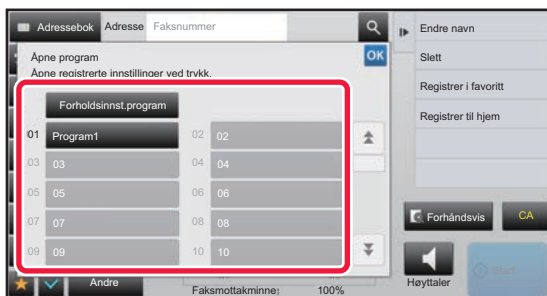 Adressebok Adresse Faksnummer
Endre navn
Åpne program
OK
Slett
Åpne registrerte innstillinger ved trykk.
Registrer i favoritt
Forholdsinnst.program
Registrer til hjem
01 Program1 02 02
03 03 04 04
05 05 06 06
07 07 08 08
Forhåndsvis CA
09 09 10 10
Start
Andre
Faksmottakminne: 100%
Høyttaler